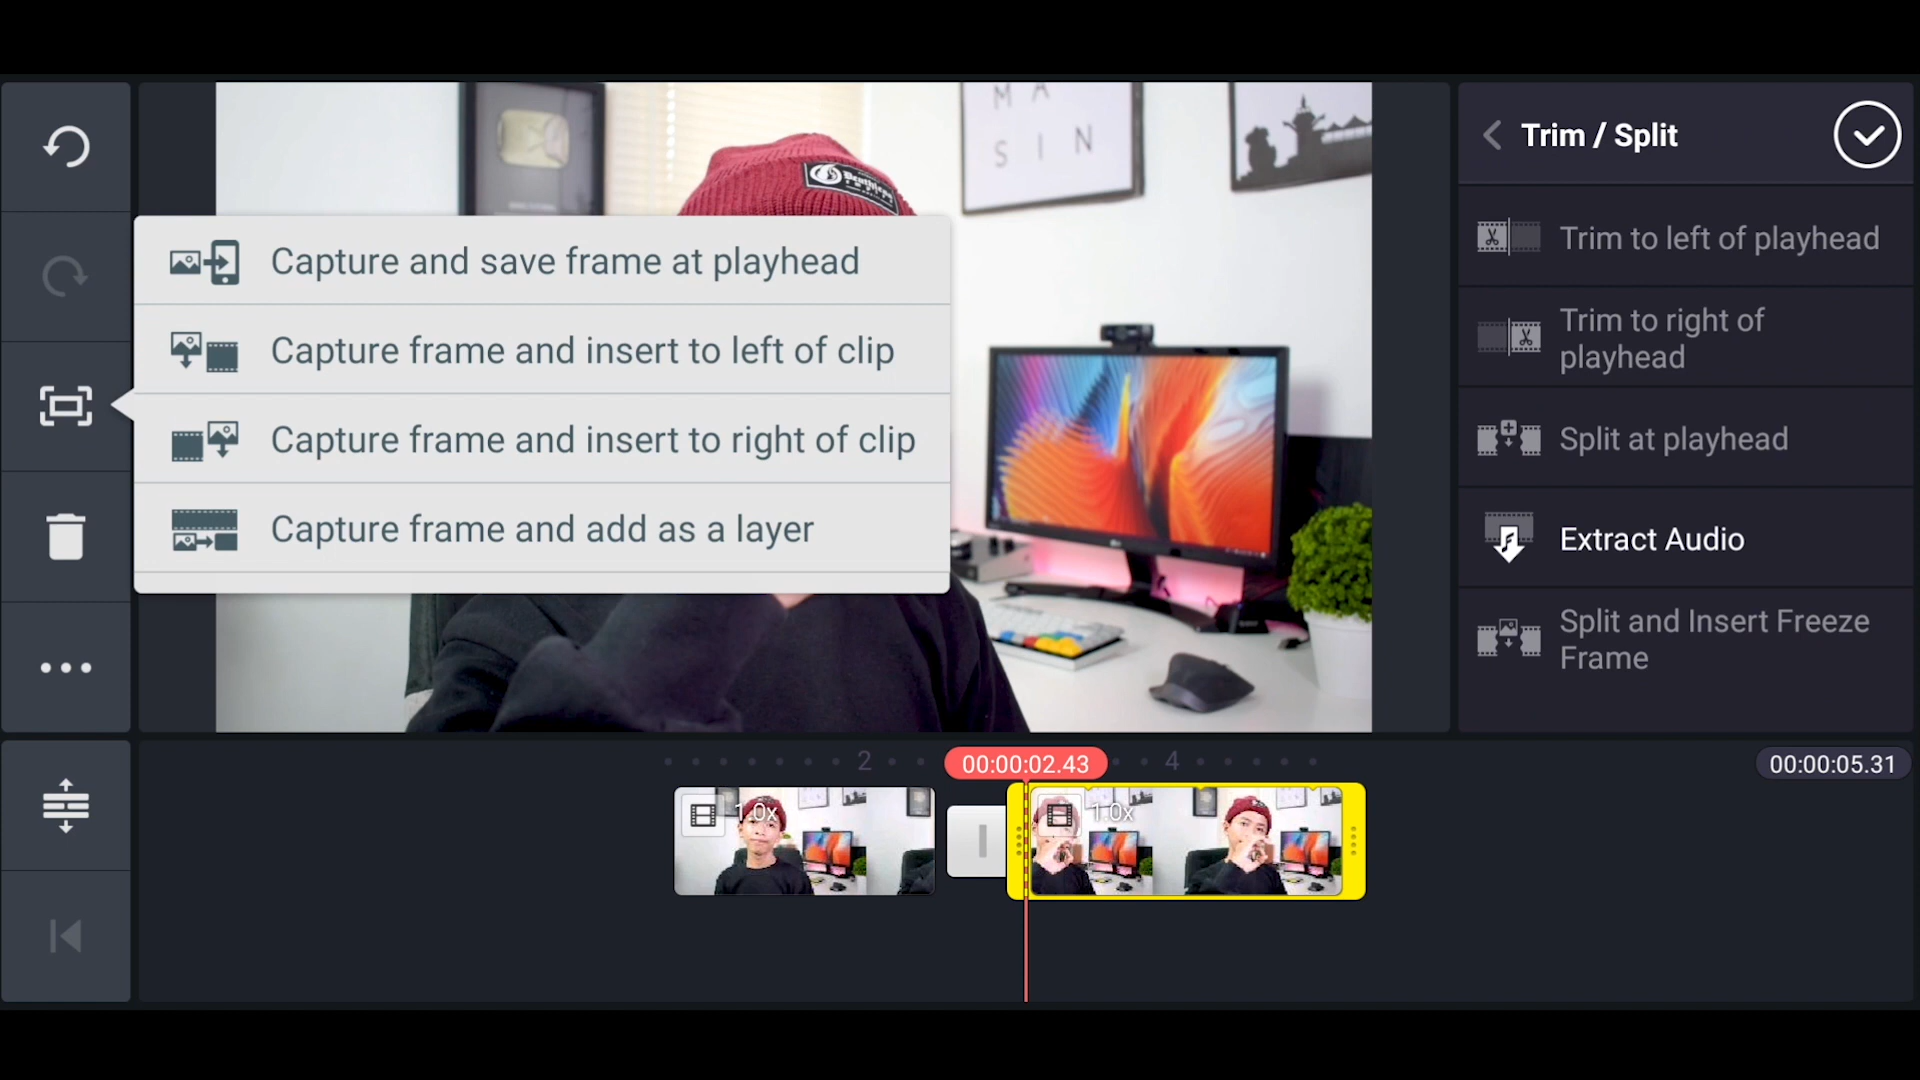 M A
S I N
Trim / Split
Capture and save frame at playhead
Capture frame and insert to left of clip
Capture frame and insert to right of clip
Capture frame and add as a layer
Trim to left of playhead
Trim to right of
playhead
Split at playhead
Extract Audio
Split and Insert Freeze
Frame
2
00:00:02.43
4
00:00:05.31
1.0x
1.0x